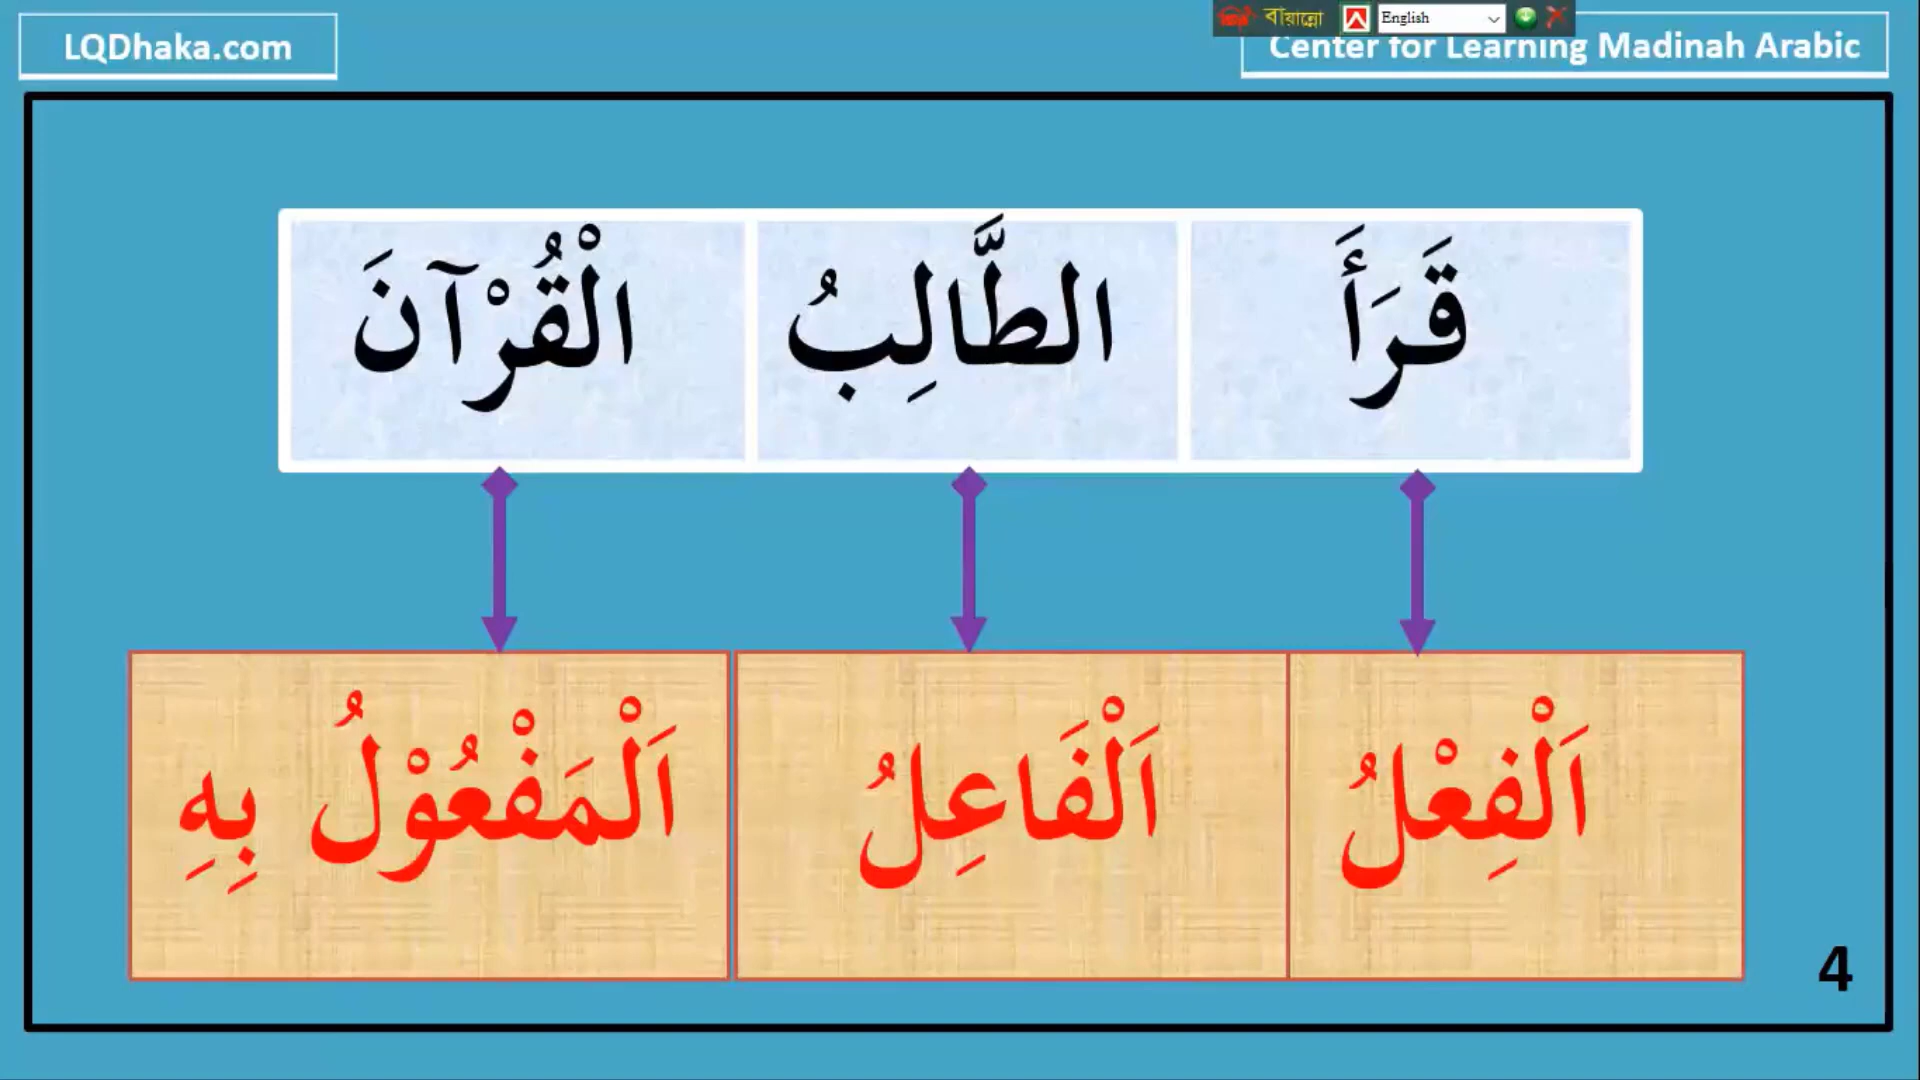 LQDhaka.com
বায়ান্নো English
Center for Learning Madinah Arabic
قَرَأَ الطَّالِبُ الْقُرْآنَ
اَلْفِعْلُ اَلْفَاعِلُ اَلْمَفْعُوْلُ بِهِ
4